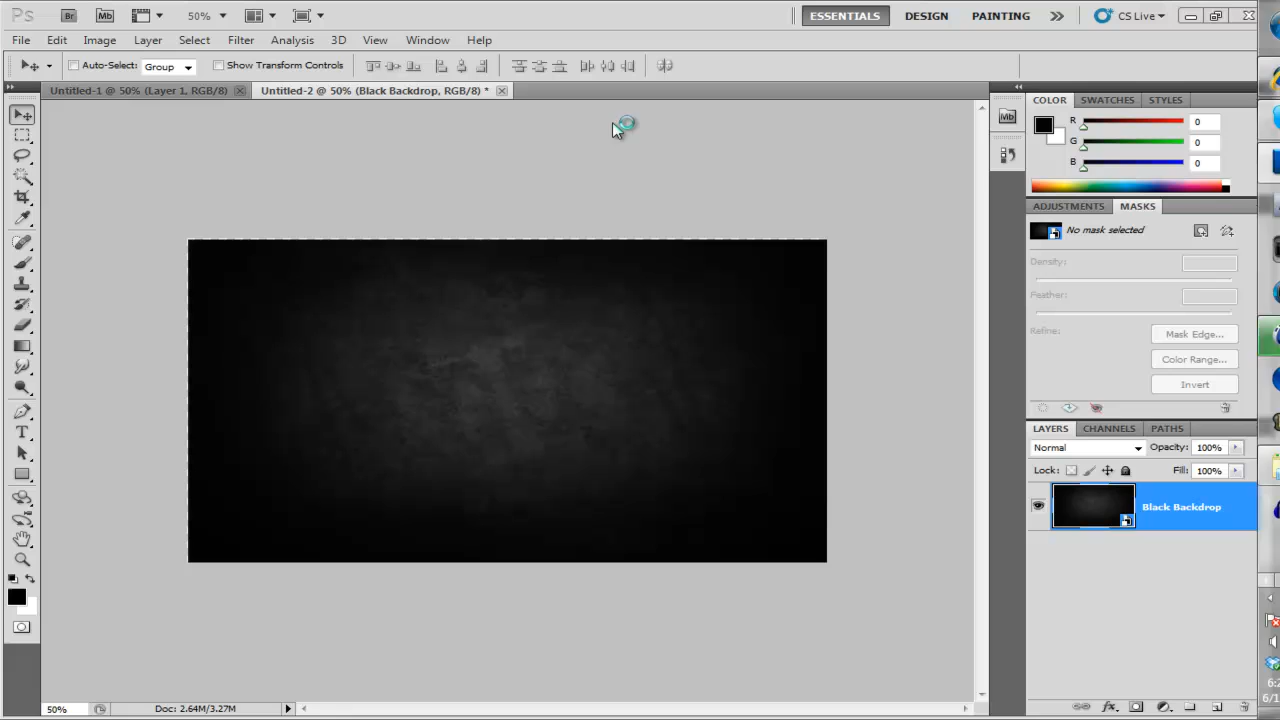 Ps Br Mb 50% ESSENTIALS DESIGN PAINTING CS Live
File Edit Image Layer Select Filter Analysis 3D View Window Help
Auto-Select: Group Show Transform Controls
Untitled-1 @ 50% (Layer 1, RGB/8) Untitled-2 @ 50% (Black Backdrop, RGB/8) *
COLOR SWATCHES STYLES
Mb
R 0
G 0
B 0
ADJUSTMENTS MASKS
No mask selected
Density:
Feather:
Refine: Mask Edge...
Color Range...
Invert
LAYERS CHANNELS PATHS
Normal Opacity: 100%
Lock: Fill: 100%
Black Backdrop
50% Doc: 2.64M/3.27M